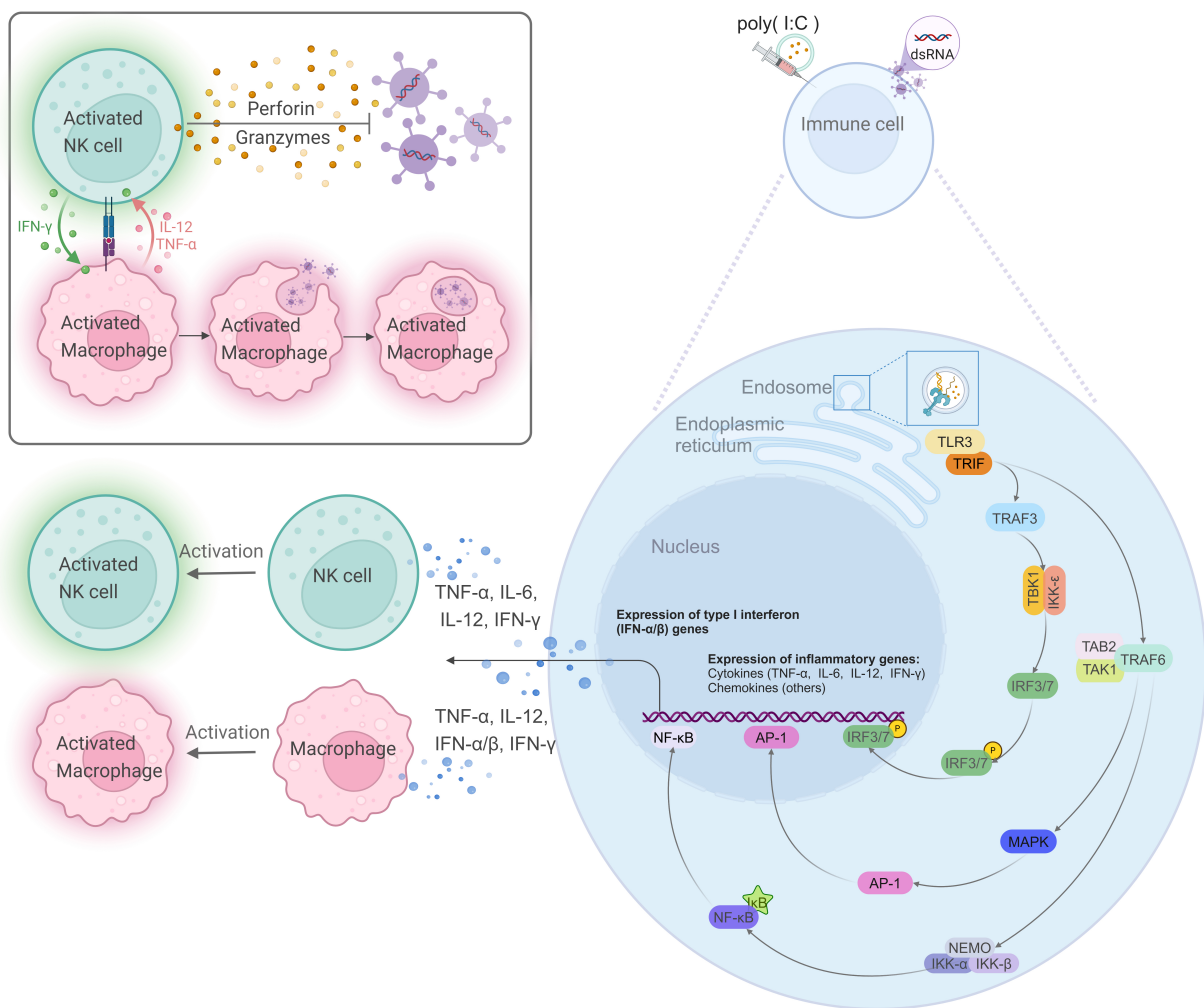 Activated
NK cell
Perforin
Granzymes
IFN-γ
IL-12
TNF-α
Activated
Macrophage
Activated
Macrophage
Activated
Macrophage
poly( I:C)
dsRNA
Immune cell
Endosome
Endoplasmic
reticulum
TLR3
TRIF
TRAF3
TBK1
IKK-ε
TAB2
TAK1
TRAF6
IRF3/7
Nucleus
Expression of type I interferon
(IFN-α/β) genes
Expression of inflammatory genes:
Cytokines (TNF-α, IL-6, IL-12, IFN-γ)
Chemokines (others)
NF-κB
AP-1
IRF3/7
P
IRF3/7
P
MAPK
AP-1
IκB
NF-κB
NEMO
IKK-α
IKK-β
Activated
NK cell
Activation
NK cell
TNF-α, IL-6,
IL-12, IFN-γ
Activated
Macrophage
Activation
Macrophage
TNF-α, IL-12,
IFN-α/β, IFN-γ